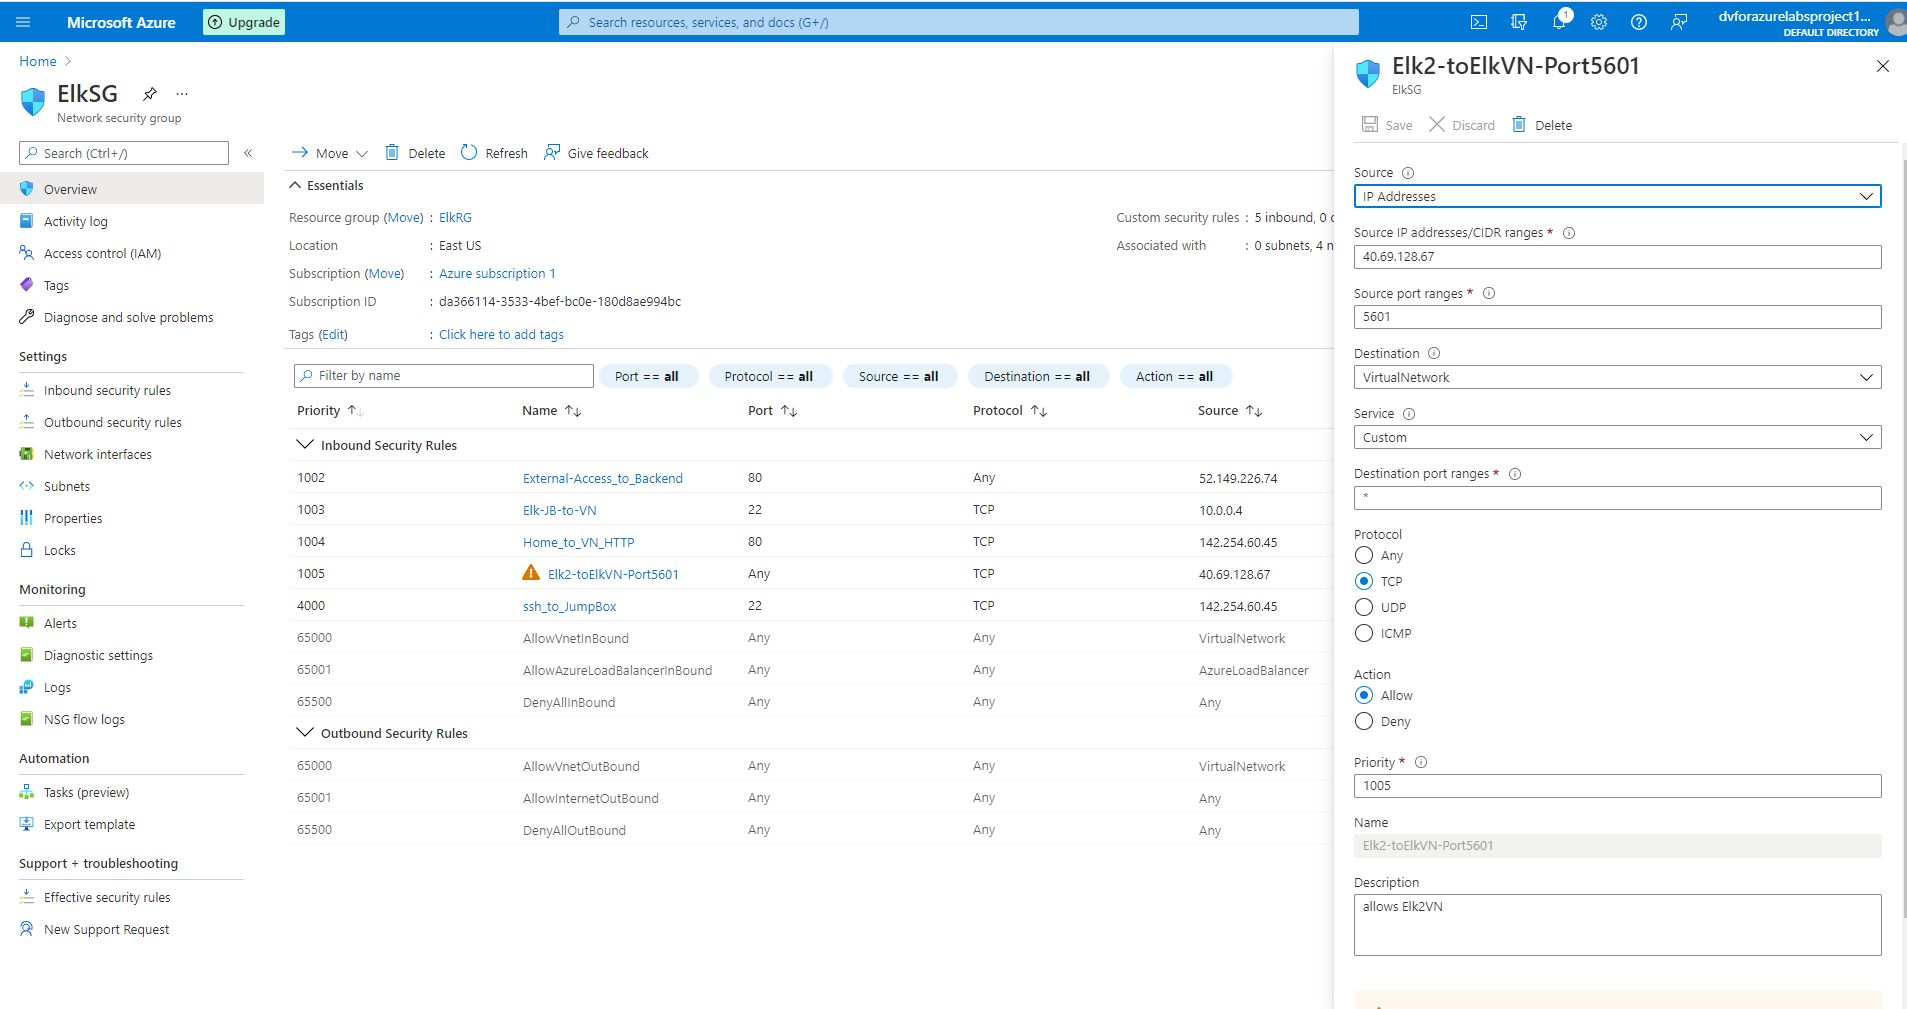 Microsoft Azure
Upgrade
Search resources, services, and docs (G+/)
1
dvforazurelabsproject1...
DEFAULT DIRECTORY
Home
ElkSG
Network security group
Search (Ctrl+/)
Overview
Activity log
Access control (IAM)
Tags
Diagnose and solve problems
Settings
Inbound security rules
Outbound security rules
Network interfaces
Subnets
Properties
Locks
Monitoring
Alerts
Diagnostic settings
Logs
NSG flow logs
Automation
Tasks (preview)
Export template
Support + troubleshooting
Effective security rules
New Support Request
Move Delete Refresh Give feedback
Essentials
Resource group (Move) : ElkRG
Location : East US
Subscription (Move) : Azure subscription 1
Subscription ID : da366114-3533-4bef-bc0e-180d8ae994bc
Tags (Edit) : Click here to add tags
Custom security rules : 5 inbound, 0
Associated with : 0 subnets, 4 n
Filter by name Port == all Protocol == all Source == all Destination == all Action == all
Priority Name Port Protocol Source
Inbound Security Rules
1002 External-Access_to_Backend 80 Any 52.149.226.74
1003 Elk-JB-to-VN 22 TCP 10.0.0.4
1004 Home_to_VN_HTTP 80 TCP 142.254.60.45
1005 Elk2-toElkVN-Port5601 Any TCP 40.69.128.67
4000 ssh_to_JumpBox 22 TCP 142.254.60.45
65000 AllowVnetInBound Any Any VirtualNetwork
65001 AllowAzureLoadBalancerInBound Any Any AzureLoadBalancer
65500 DenyAllInBound Any Any Any
Outbound Security Rules
65000 AllowVnetOutBound Any Any VirtualNetwork
65001 AllowInternetOutBound Any Any Any
65500 DenyAllOutBound Any Any Any
Elk2-toElkVN-Port5601
ElkSG
Save Discard Delete
Source
IP Addresses
Source IP addresses/CIDR ranges *
40.69.128.67
Source port ranges *
5601
Destination
VirtualNetwork
Service
Custom
Destination port ranges *
*
Protocol
Any
TCP
UDP
ICMP
Action
Allow
Deny
Priority *
1005
Name
Elk2-toElkVN-Port5601
Description
allows Elk2VN